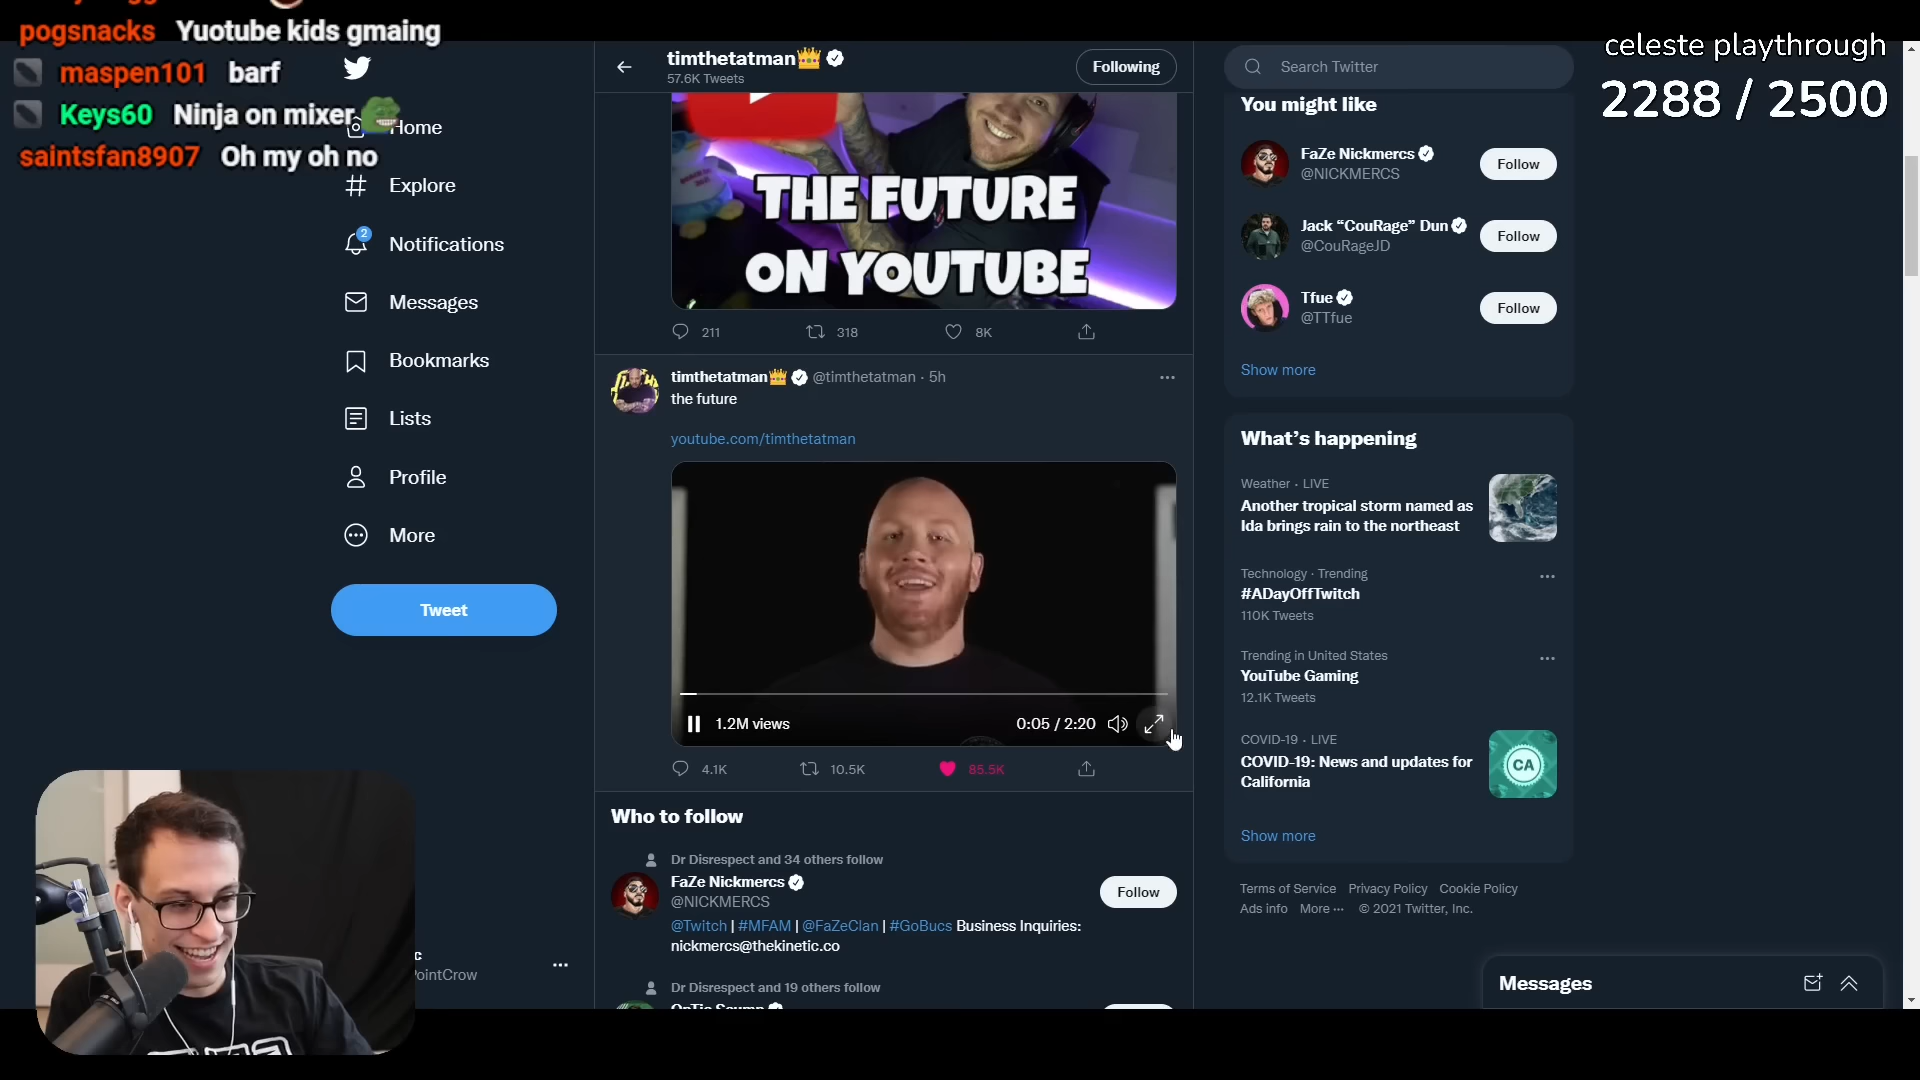 pogsnacks Yuotube kids gmaing
maspen101 barf
Keys60 Ninja on mixer
saintsfan8907 Oh my oh no
Home
Explore
2
Notifications
Messages
Bookmarks
Lists
Profile
More
Tweet
ointCrow
timthetatman
57.6K Tweets
Following
THE FUTURE
ON YOUTUBE
211 318 8K
timthetatman @timthetatman · 5h
the future
youtube.com/timthetatman
1.2M views 0:05 / 2:20
4.1K 10.5K 85.5K
Who to follow
Dr Disrespect and 34 others follow
FaZe Nickmercs
@NICKMERCS
Follow
@Twitch | #MFAM | @FaZeClan | #GoBucs Business Inquiries:
nickmercs@thekinetic.co
Dr Disrespect and 19 others follow
Search Twitter
You might like
FaZe Nickmercs
@NICKMERCS
Follow
Jack “CouRage” Dun
@CouRageJD
Follow
Tfue
@TTfue
Follow
Show more
What’s happening
Weather · LIVE
Another tropical storm named as
Ida brings rain to the northeast
Technology · Trending
#ADayOffTwitch
110K Tweets
Trending in United States
YouTube Gaming
12.1K Tweets
COVID-19 · LIVE
COVID-19: News and updates for
California
CA
Show more
Terms of Service Privacy Policy Cookie Policy
Ads info More ··· © 2021 Twitter, Inc.
Messages
celeste playthrough
2288 / 2500